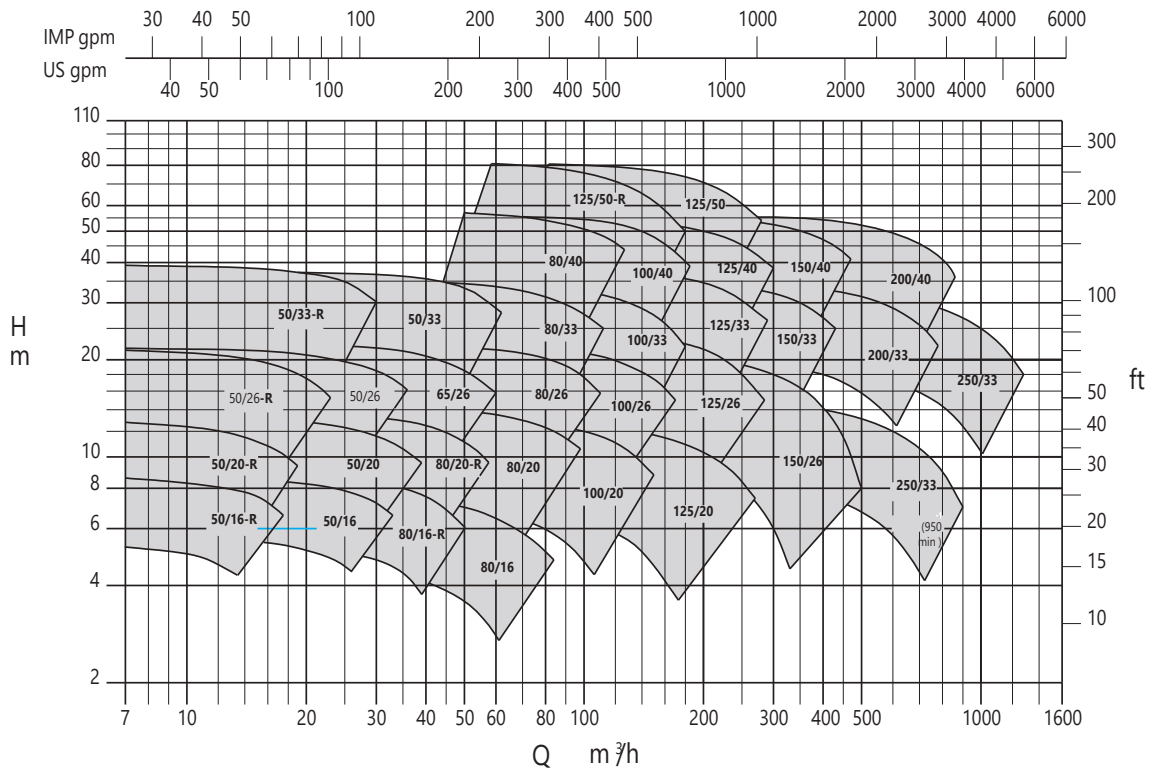 30 40 50 100 200 300 400 500 1000 2000 3000 4000 6000
IMP gpm
US gpm
40 50 100 200 300 400 500 1000 2000 3000 4000 6000
110
80
60
50
40
30
20
10
8
6
4
2
H
m
300
200
100
50
40
30
20
15
10
ft
125/50-R
125/50
80/40
100/40
125/40
150/40
200/40
50/33-R
50/33
80/33
100/33
125/33
150/33
200/33
250/33
50/26-R
50/26
65/26
80/26
100/26
125/26
150/26
250/33
(950
min )
50/20-R
50/20
80/20-R
80/20
100/20
125/20
50/16-R
50/16
80/16-R
80/16
7 10 20 30 40 50 60 80 100 200 300 400 500 1000 1600
Q m³/h